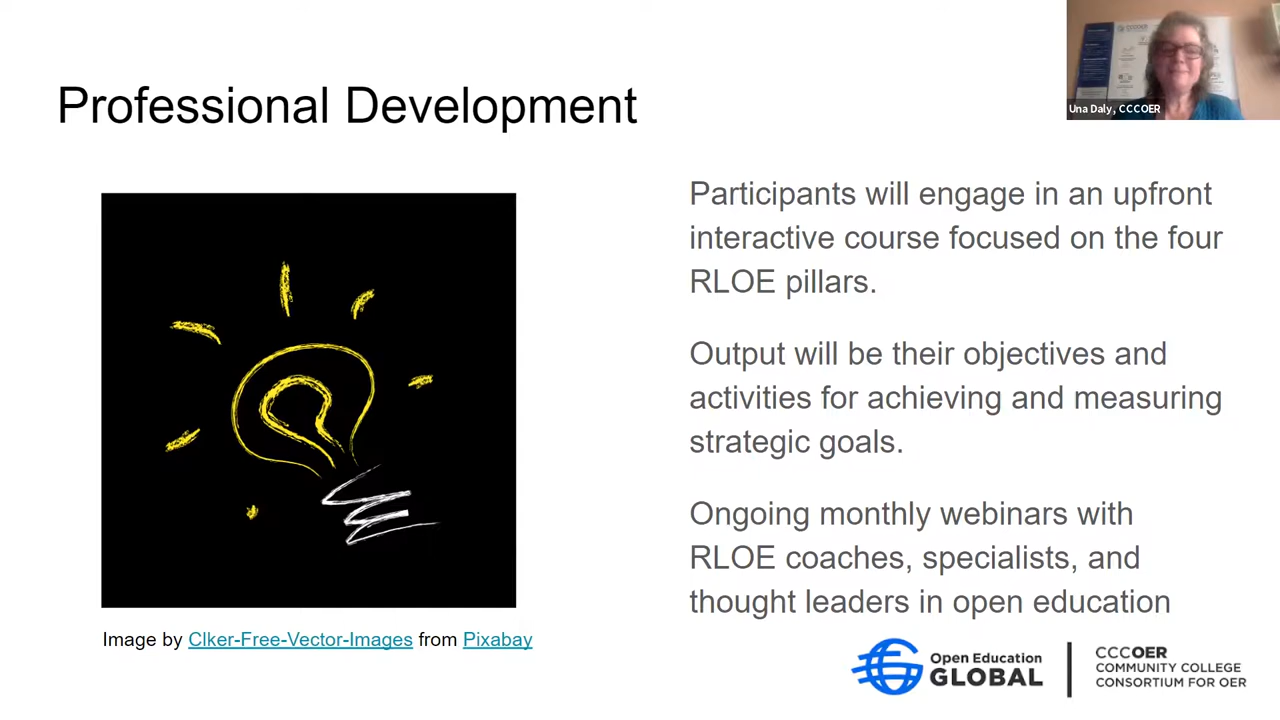 Professional Development
Una Daly, CCCOER
Participants will engage in an upfront
interactive course focused on the four
RLOE pillars.
Output will be their objectives and
activities for achieving and measuring
strategic goals.
Ongoing monthly webinars with
RLOE coaches, specialists, and
thought leaders in open education
Image by Clker-Free-Vector-Images from Pixabay
Open Education
GLOBAL
CCCOER
COMMUNITY COLLEGE
CONSORTIUM FOR OER